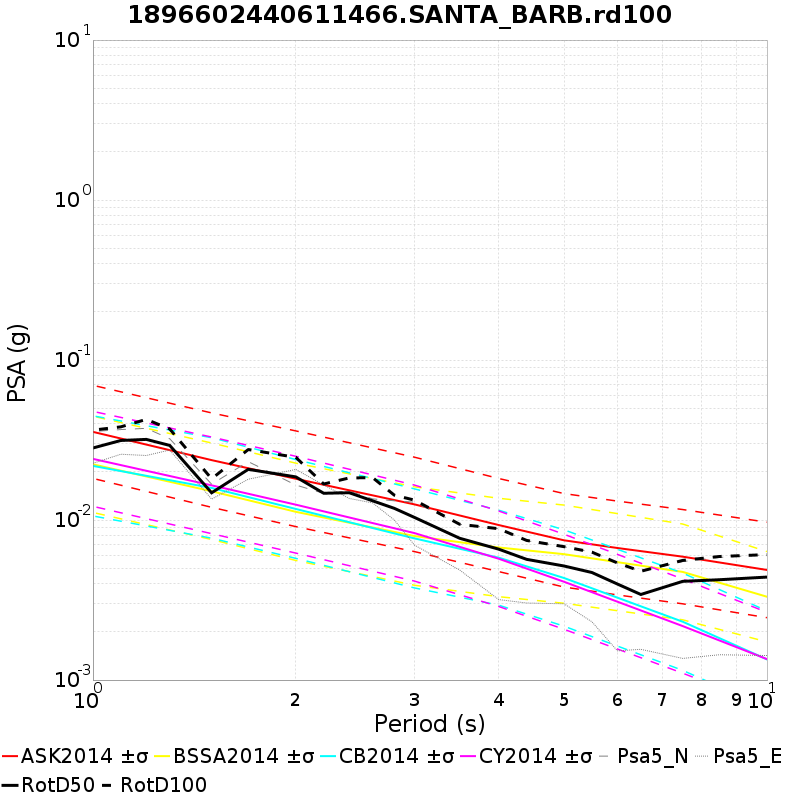 1896602440611466.SANTA_BARB.rd100
10^1
10^0
10^-1
10^-2
10^-3
PSA (g)
10^0 2 3 4 5 6 7 8 9 10^1
Period (s)
ASK2014 ±σ BSSA2014 ±σ CB2014 ±σ CY2014 ±σ Psa5_N Psa5_E
RotD50 RotD100